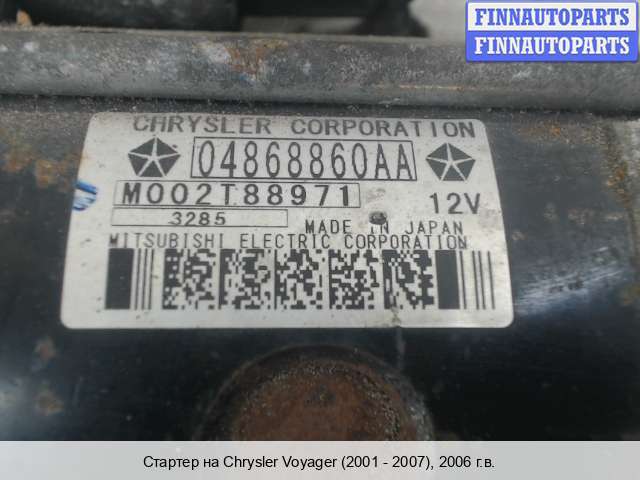 FINNAUTOPARTS
FINNAUTOPARTS
CHRYSLER CORPORATION
04868860AA
M002T88971
12V
3285
MADE IN JAPAN
MITSUBISHI ELECTRIC CORPORATION
Стартер на Chrysler Voyager (2001 - 2007), 2006 г.в.